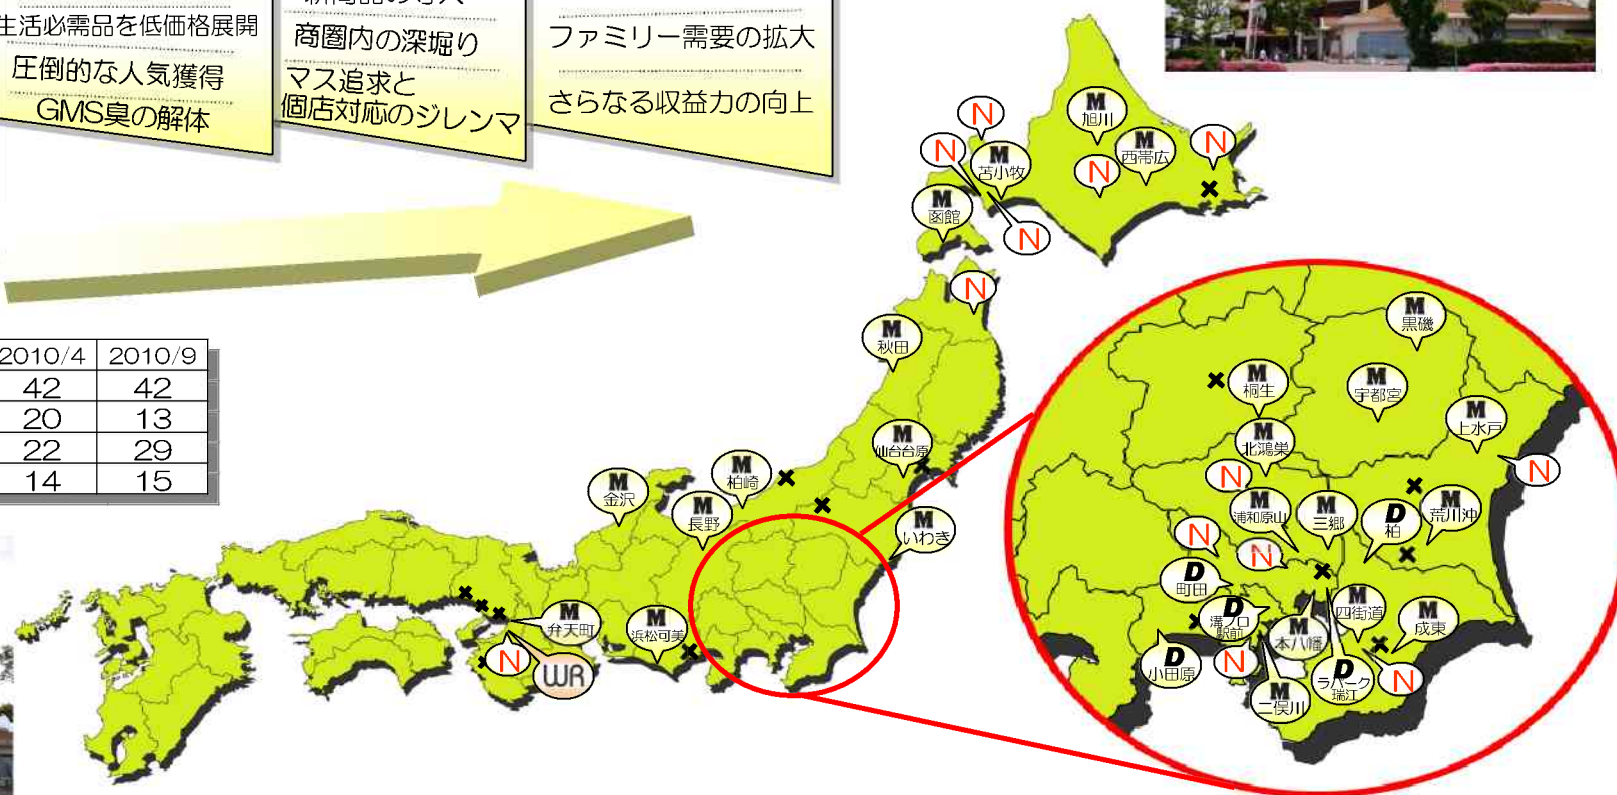 生活必需品を低価格展開
圧倒的な人気獲得
GMS臭の解体
商圏内の深堀り
マス追求と
個店対応のジレンマ
ファミリー需要の拡大
さらなる収益力の向上
2010/4 2010/9
42 42
20 13
22 29
14 15
M
旭川
N
N
M
苫小牧
M
西帯広
N
N
M
函館
N
N
M
秋田
M
仙台台原
M
柏崎
M
金沢
M
長野
M
いわき
M
弁天町
M
浜松可美
N
WR
M
黒磯
M
桐生
M
宇都宮
M
上水戸
M
北鴻巣
N
N
M
浦和原山
M
三郷
D
柏
M
荒川沖
N
N
D
町田
D
溝ノ口
駅前
M
本八幡
M
四街道
M
成東
D
小田原
N
M
二俣川
D
ラパーク
瑞江
N